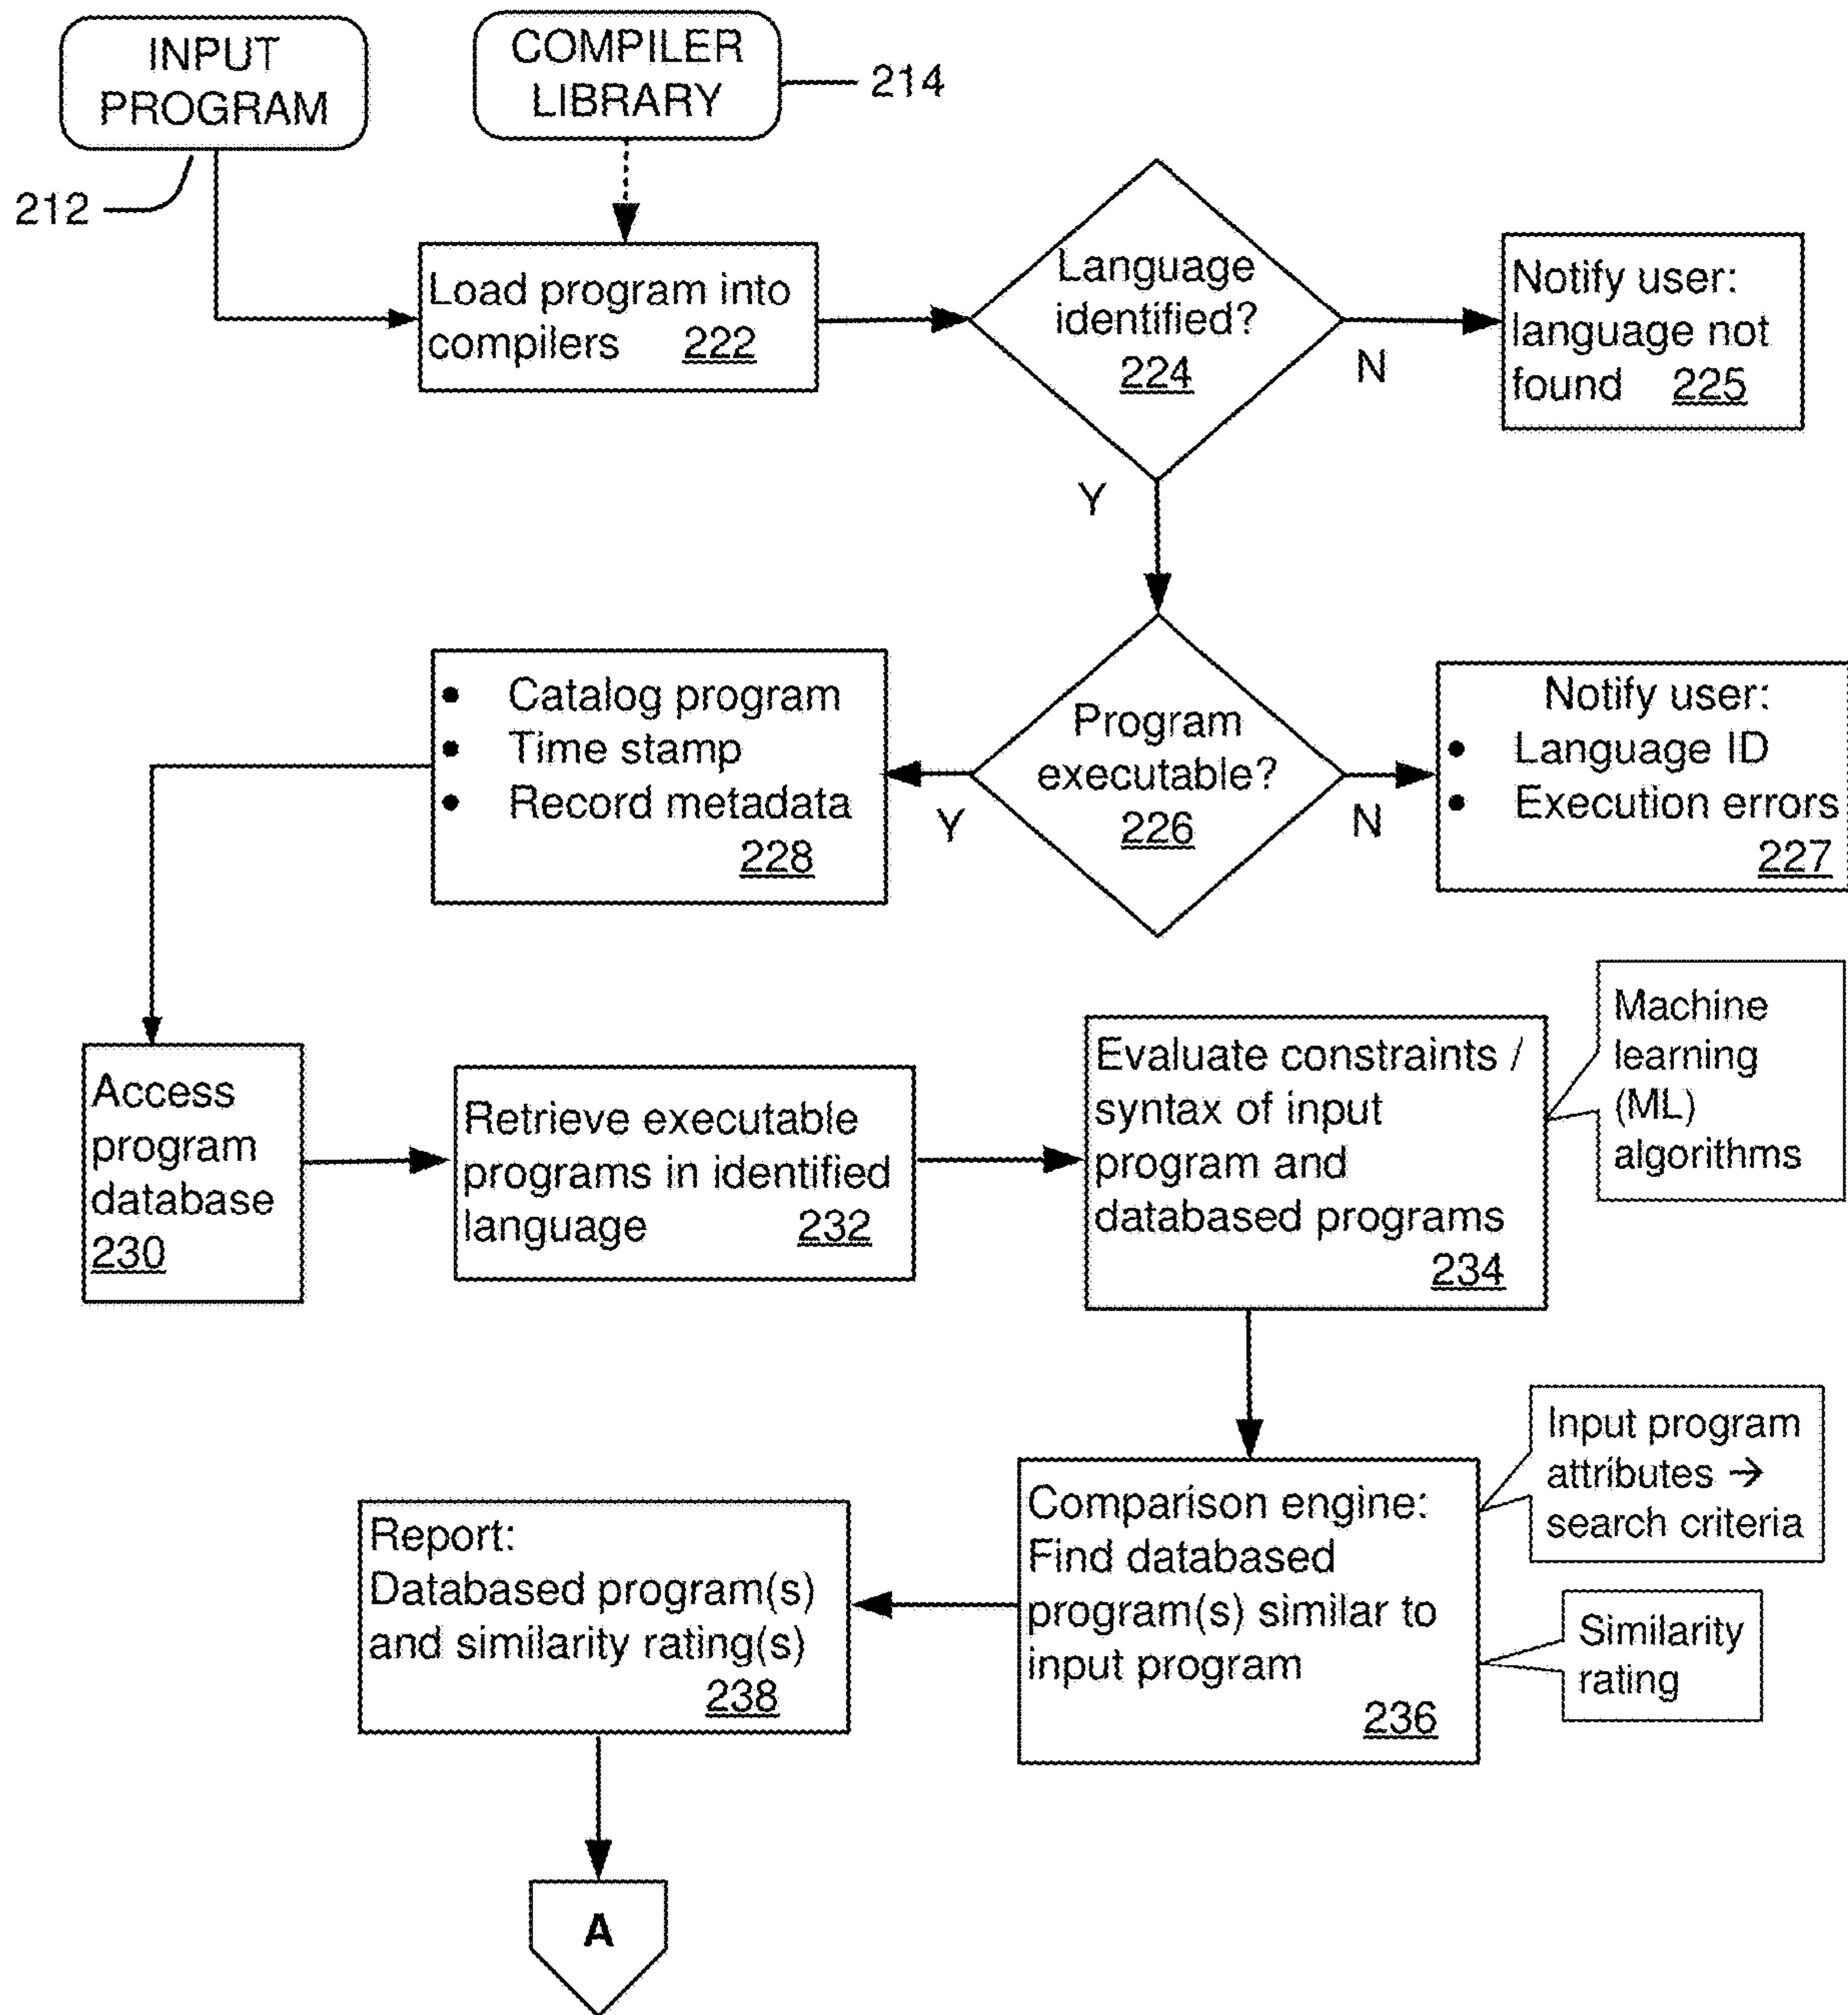 INPUT
PROGRAM
COMPILER
LIBRARY
214
212
Load program into
compilers 222
Language
identified?
224
N
Y
Notify user:
language not
found 225
Program
executable?
226
Y
N
Notify user:
• Language ID
• Execution errors
227
• Catalog program
• Time stamp
• Record metadata
228
Access
program
database
230
Retrieve executable
programs in identified
language 232
Evaluate constraints /
syntax of input
program and
databased programs
234
Machine
learning
(ML)
algorithms
Comparison engine:
Find databased
program(s) similar to
input program
236
Input program
attributes →
search criteria
Similarity
rating
Report:
Databased program(s)
and similarity rating(s)
238
A